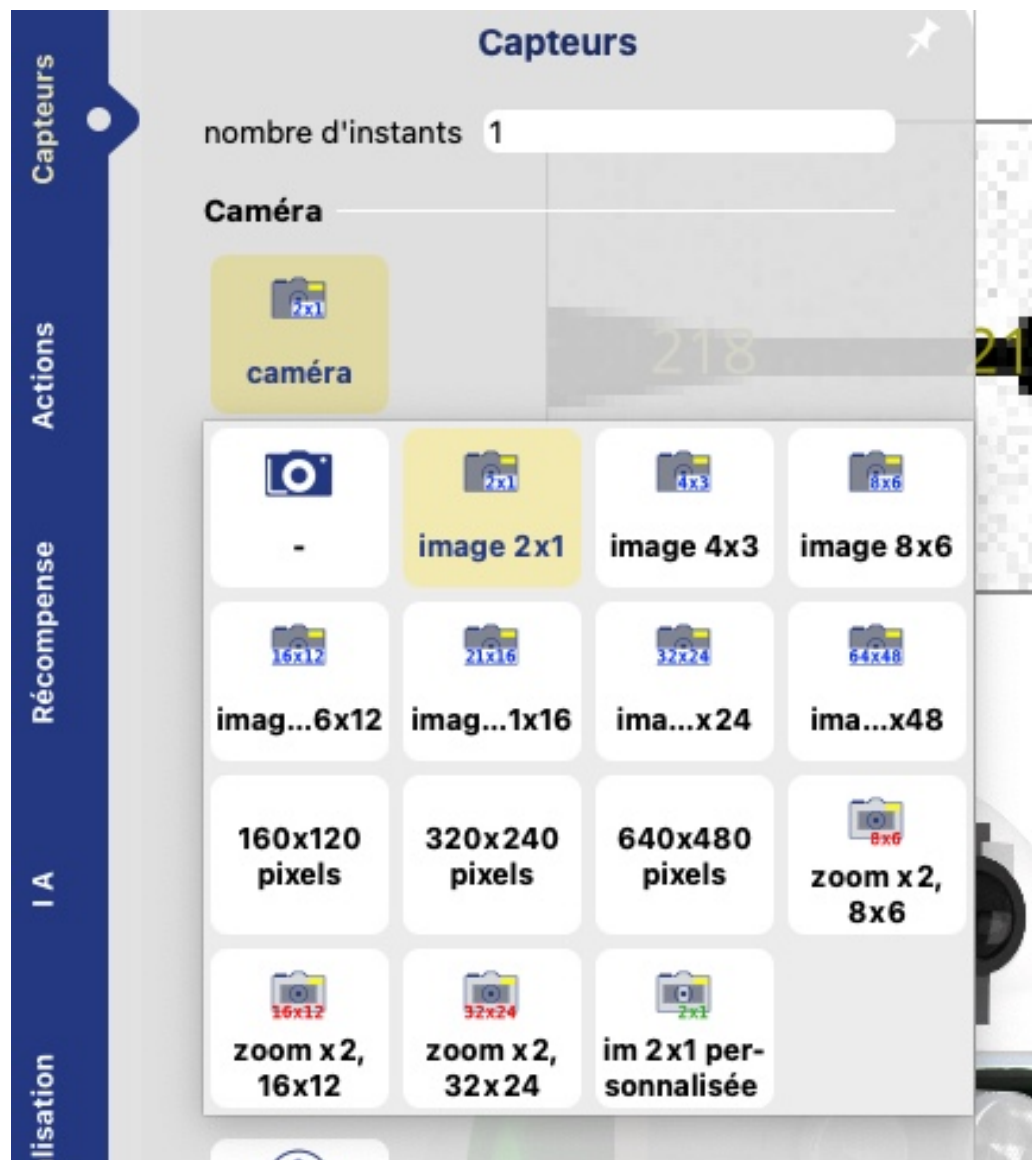 Capteurs
Capteurs
nombre d'instants 1
Caméra
2x1
caméra
218
21
Actions
2x1
4x3
8x6
-
image 2x1
image 4x3
image 8x6
Récompense
16x12
21x16
32x24
64x48
imag...6x12
imag...1x16
ima...x24
ima...x48
I A
160x120
pixels
320x240
pixels
640x480
pixels
8x6
zoom x2,
8x6
16x12
32x24
2x1
zoom x2,
16x12
zoom x2,
32x24
im 2x1 per-
sonnalisée
lisation